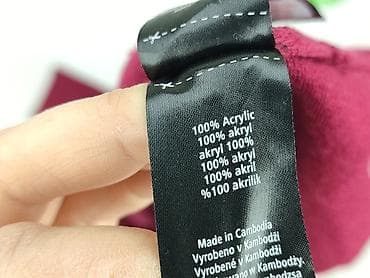 100% Acrylic
100% akryl
akryl 100%
100% akryl
100% akril
%100 akrilik
Made in Cambodia
Vyrobeno v Kambodži
Vyrobené v Kambodži
w Kambodży.